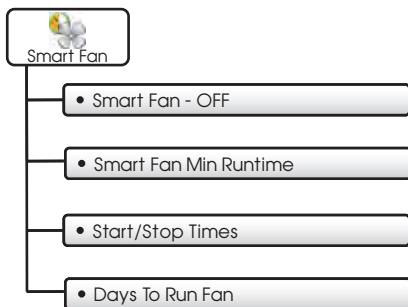 Smart Fan
• Smart Fan - OFF
• Smart Fan Min Runtime
• Start/Stop Times
• Days To Run Fan